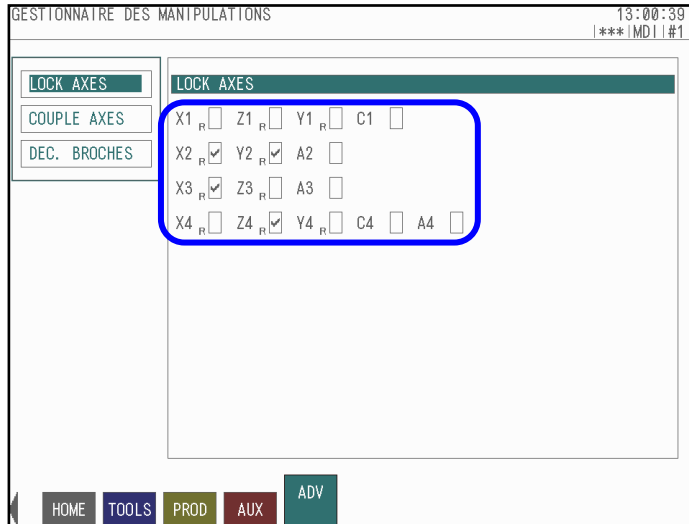 GESTIONNAIRE DES MANIPULATIONS 13:00:39
|***|MDI|#1
LOCK AXES
COUPLE AXES
DEC. BROCHES
LOCK AXES
X1 R Z1 R Y1 R C1
X2 R Y2 R A2
X3 R Z3 R A3
X4 R Z4 R Y4 R C4 A4
HOME TOOLS PROD AUX ADV